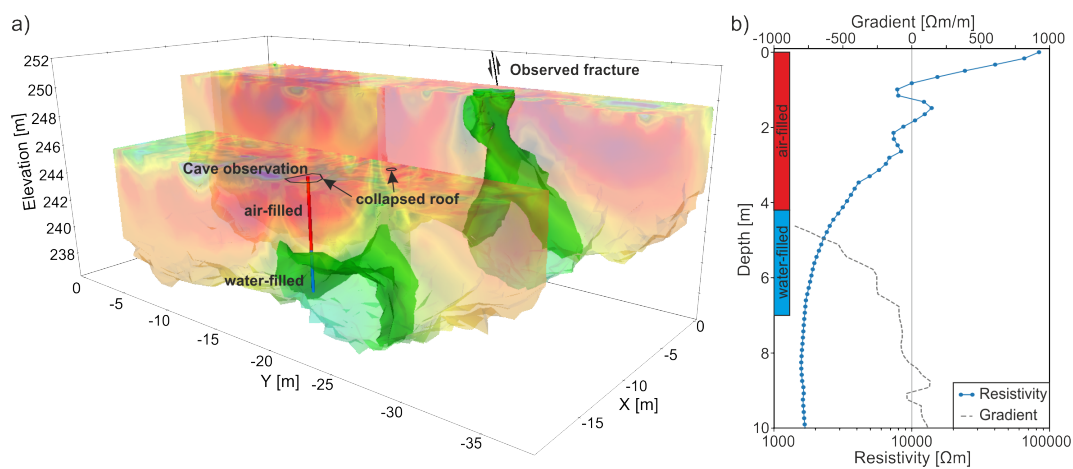 a)
252
250
248
246
244
242
240
238
Elevation [m]
Observed fracture
Cave observation
collapsed roof
air-filled
water-filled
0
-5
-10
-15
-20
-25
-30
-35
Y [m]
0
-5
-10
-15
X [m]
b)
Gradient [Ωm/m]
-1000 -500 0 500 1000
0
2
4
6
8
10
Depth [m]
air-filled
water-filled
Resistivity
Gradient
1000 10000 100000
Resistivity [Ωm]